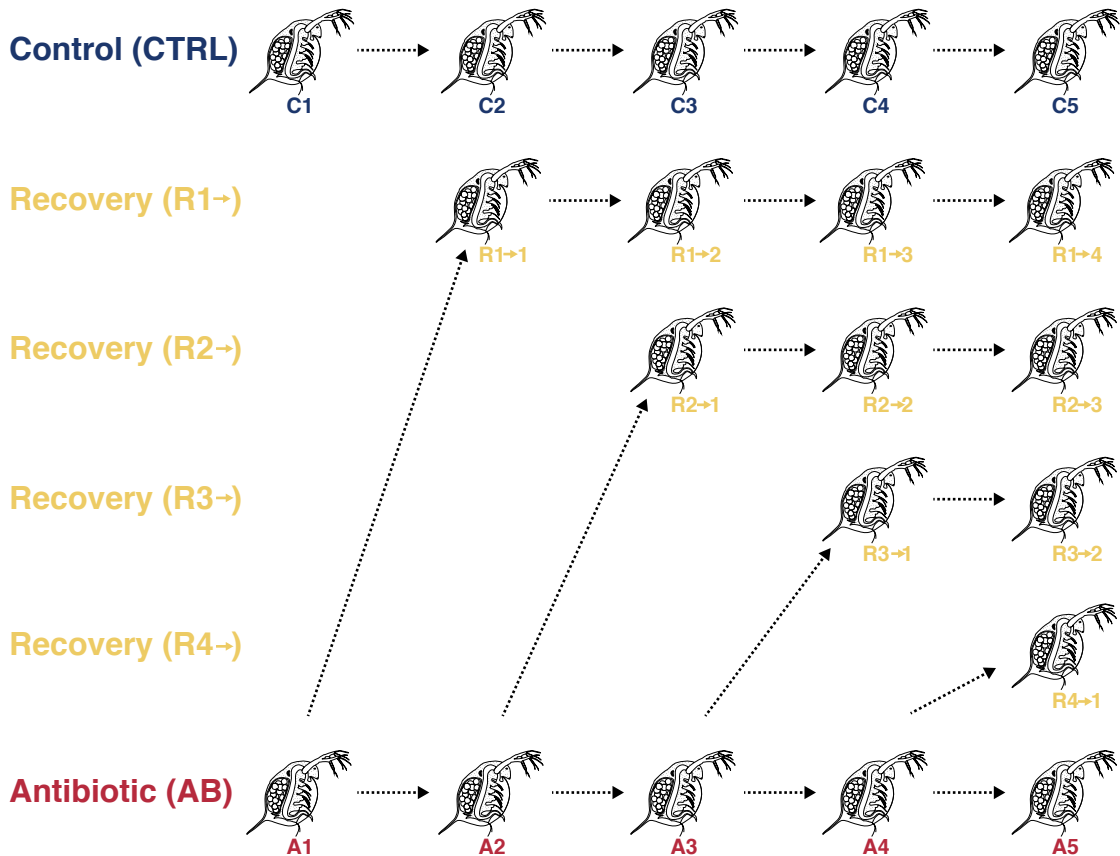 Control (CTRL)
C1 C2 C3 C4 C5
Recovery (R1→)
R1→1 R1→2 R1→3 R1→4
Recovery (R2→)
R2→1 R2→2 R2→3
Recovery (R3→)
R3→1 R3→2
Recovery (R4→)
R4→1
Antibiotic (AB)
A1 A2 A3 A4 A5